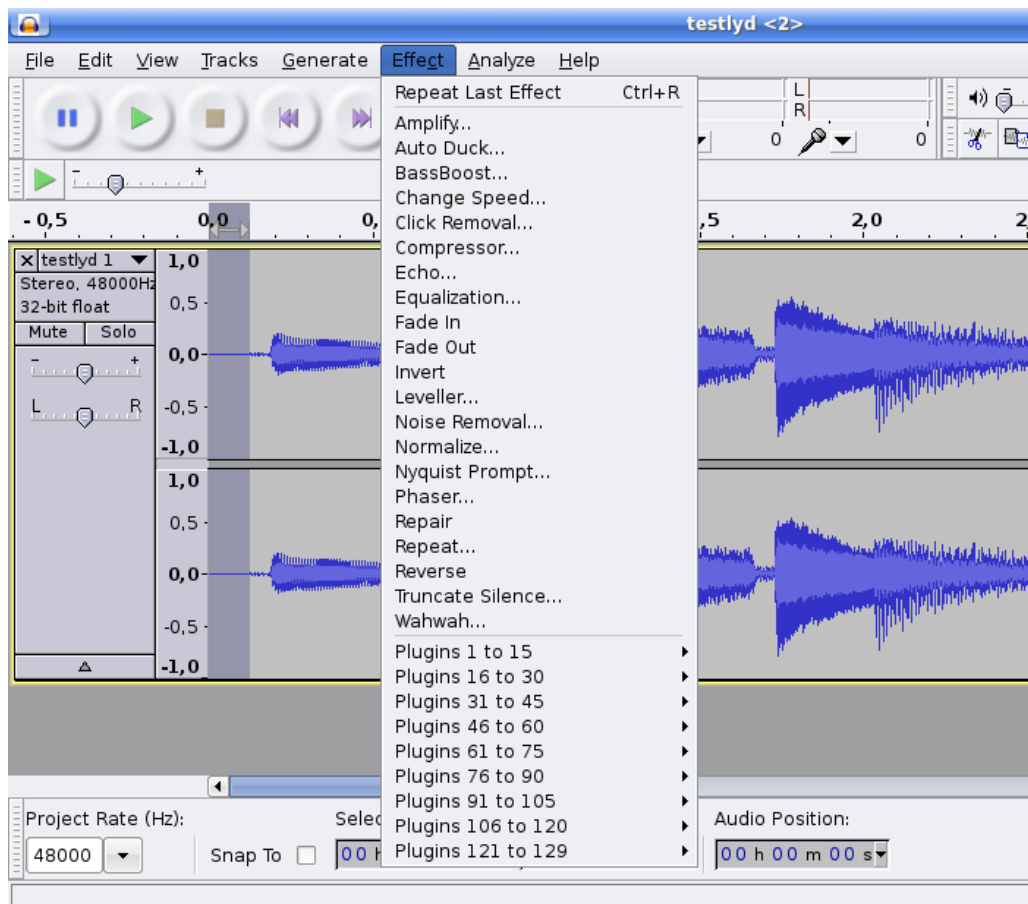 testlyd <2>
File Edit View Tracks Generate Effect Analyze Help
Repeat Last Effect Ctrl+R
Amplify...
Auto Duck...
BassBoost...
Change Speed...
Click Removal...
Compressor...
Echo...
Equalization...
Fade In
Fade Out
Invert
Leveller...
Noise Removal...
Normalize...
Nyquist Prompt...
Phaser...
Repair
Repeat...
Reverse
Truncate Silence...
Wahwah...
Plugins 1 to 15
Plugins 16 to 30
Plugins 31 to 45
Plugins 46 to 60
Plugins 61 to 75
Plugins 76 to 90
Plugins 91 to 105
Plugins 106 to 120
Plugins 121 to 129
L
R
0 0
- +
- 0,5 0,0 0, ,5 2,0 2
testlyd 1
Stereo, 48000Hz
32-bit float
Mute Solo
- +
L R
1,0
0,5
0,0
-0,5
-1,0
1,0
0,5
0,0
-0,5
-1,0
Project Rate (Hz): Selec Audio Position:
48000 Snap To 00 h 00 h 00 m 00 s